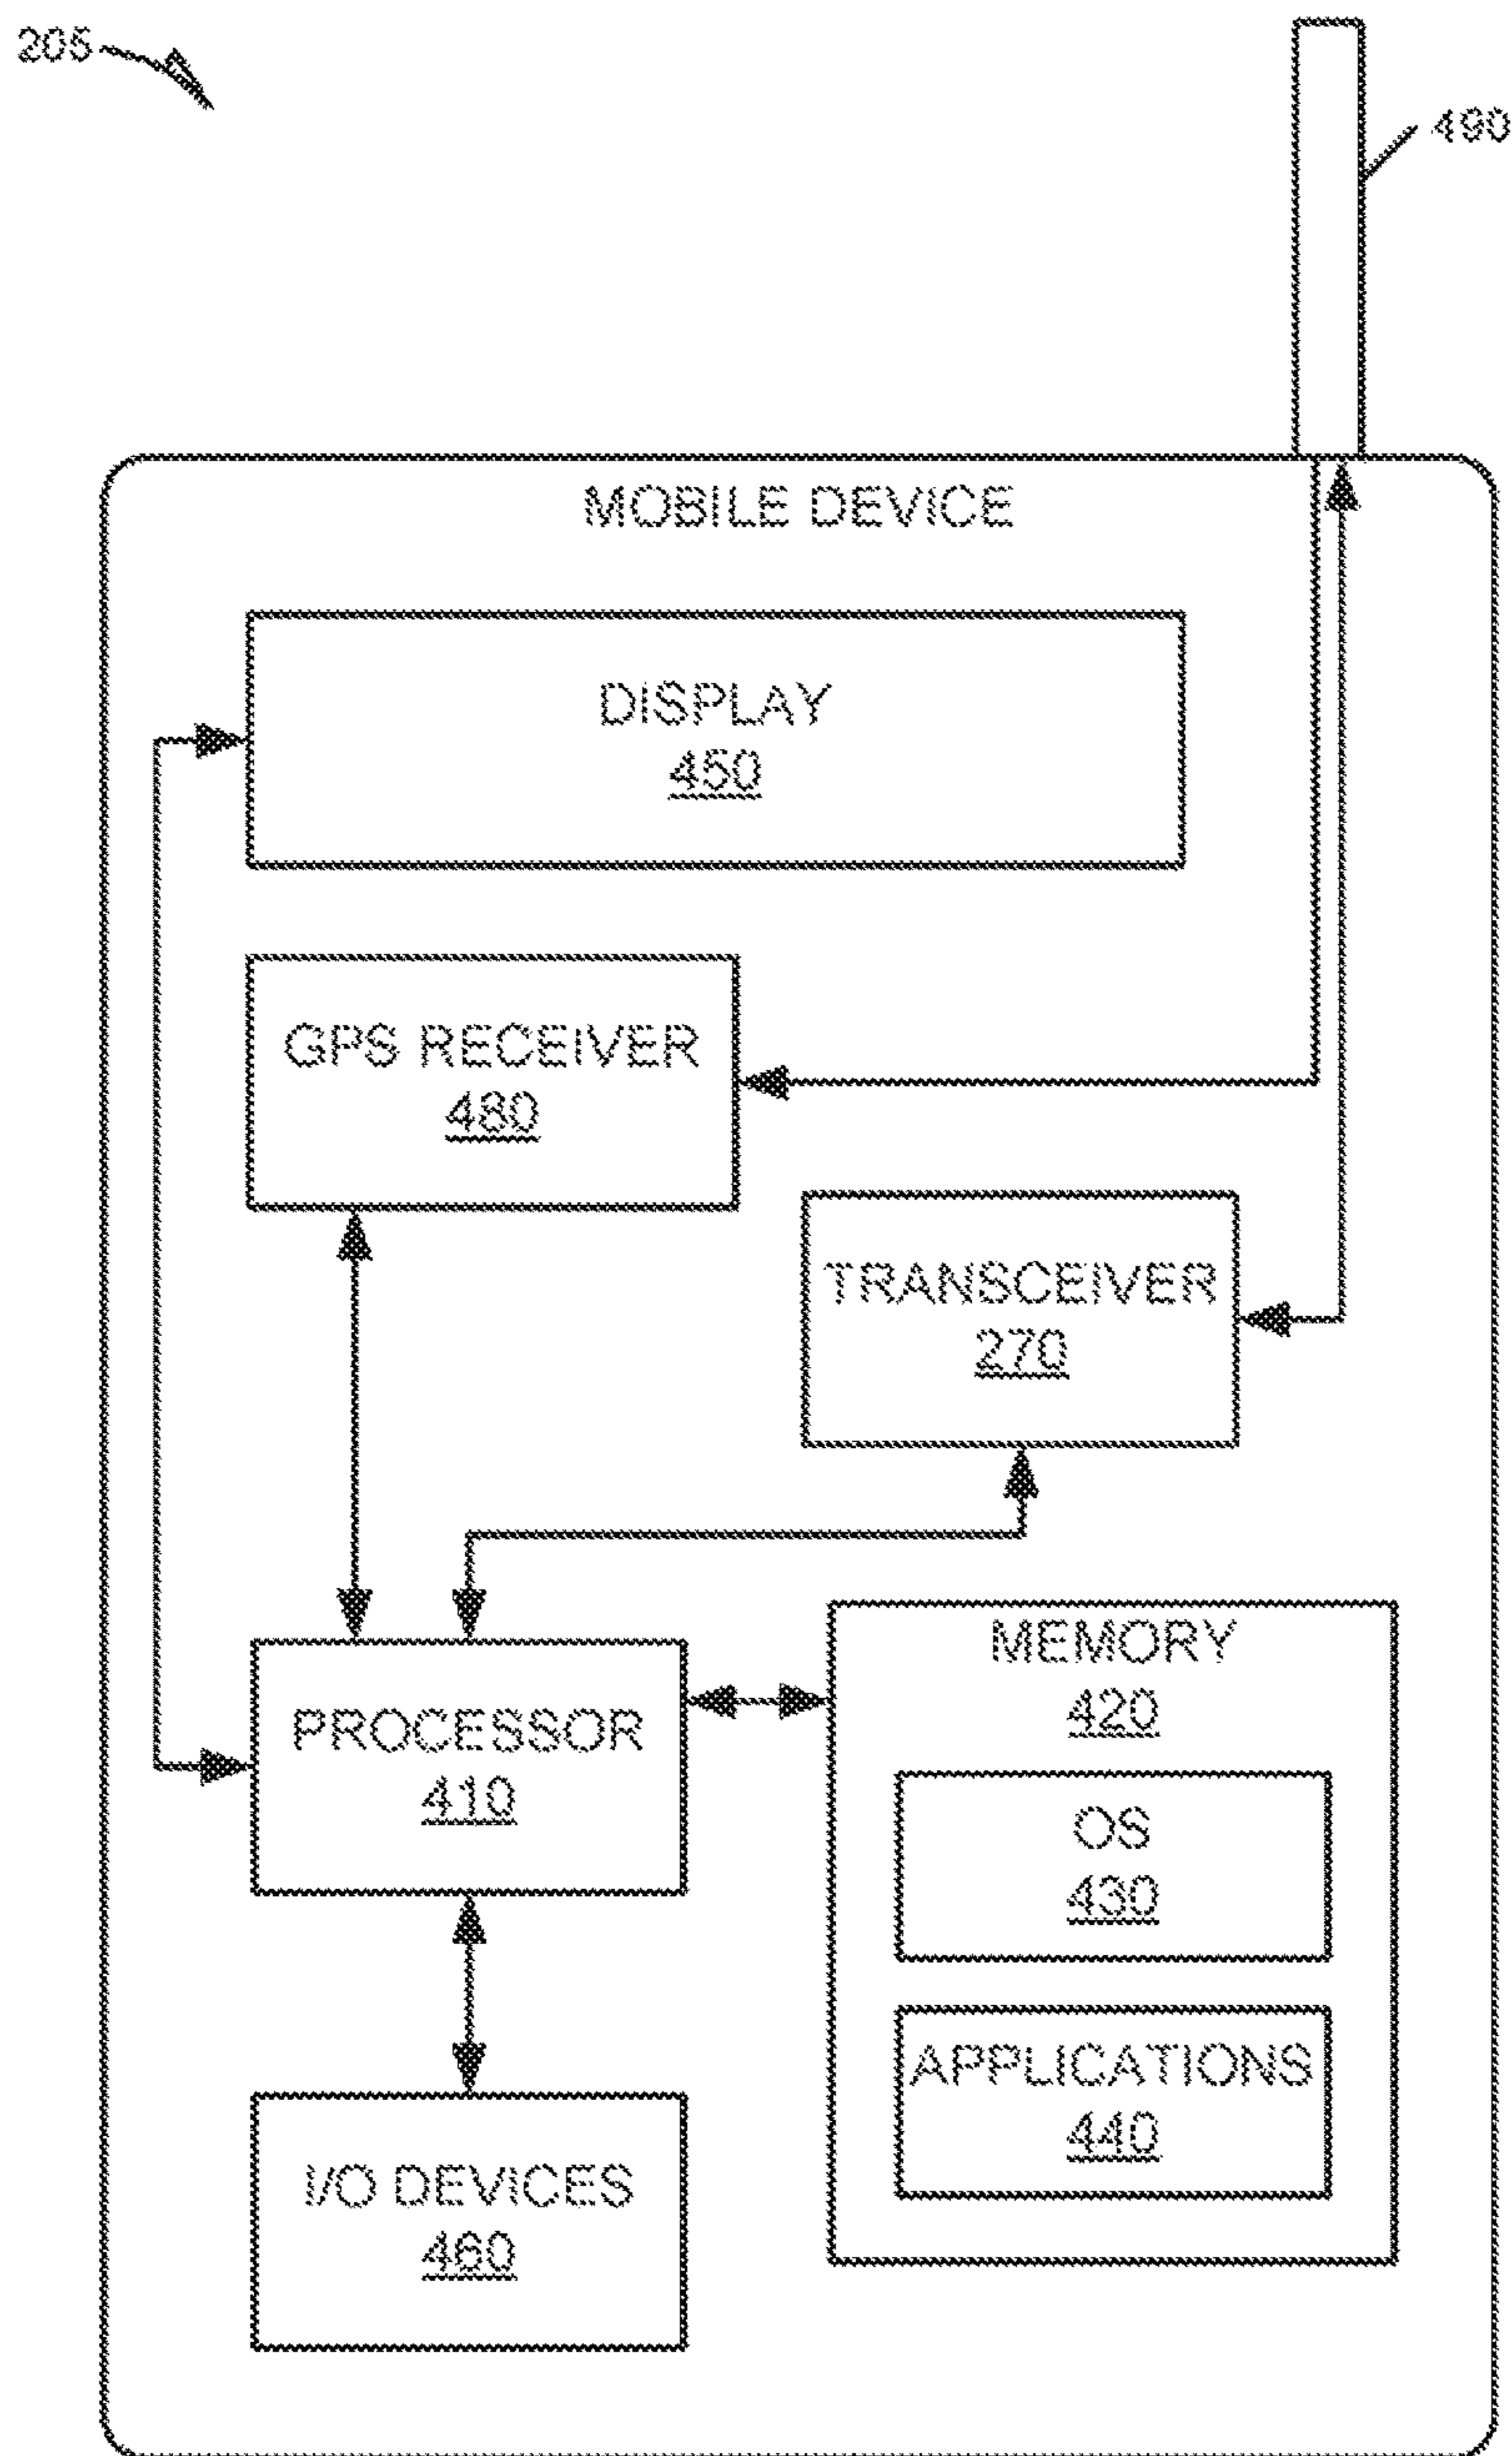 205
490
MOBILE DEVICE
DISPLAY
450
GPS RECEIVER
480
TRANSCEIVER
270
PROCESSOR
410
MEMORY
420
OS
430
APPLICATIONS
440
I/O DEVICES
460